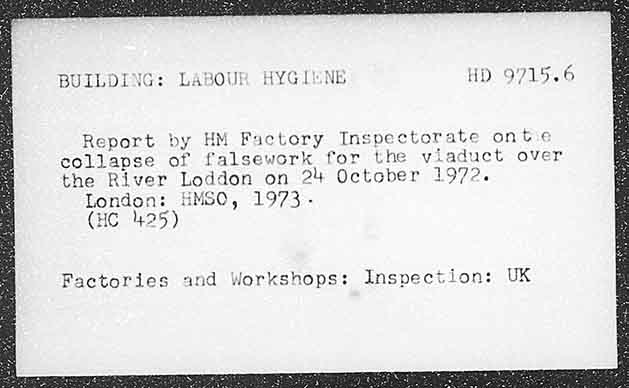 BUILDING: LABOUR HYGIENE HD 9715.6
Report by HM Factory Inspectorate on the
collapse of falsework for the viaduct over
the River Loddon on 24 October 1972.
London: HMSO, 1973.
(HC 425)
Factories and Workshops: Inspection: UK